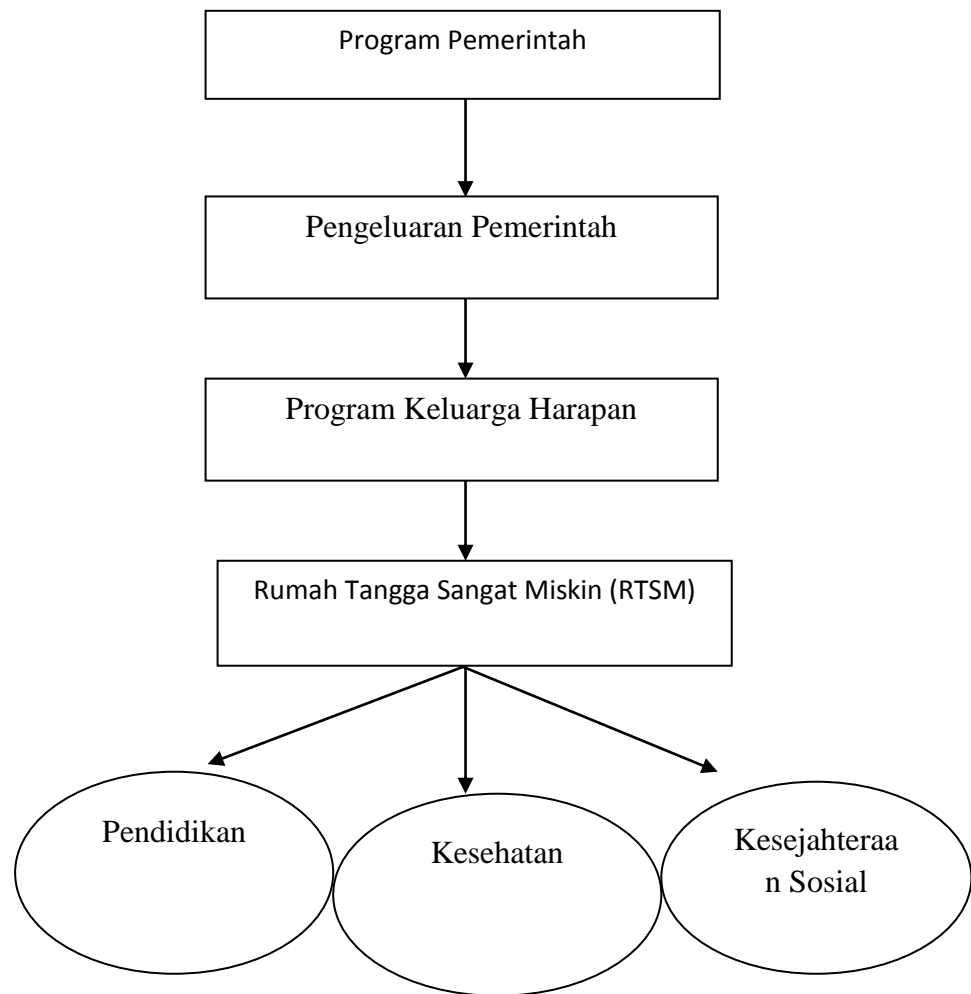 Program Pemerintah
Pengeluaran Pemerintah
Program Keluarga Harapan
Rumah Tangga Sangat Miskin (RTSM)
Pendidikan
Kesehatan
Kesejahteraa
n Sosial